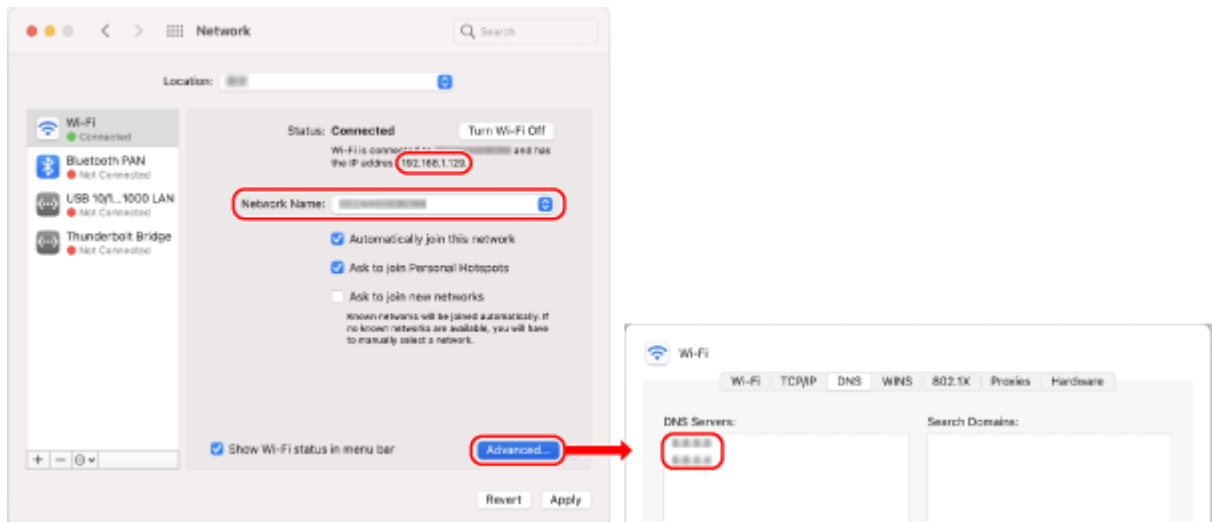 Network
Search
Location:
Wi-Fi
Connected
Bluetooth PAN
Not Connected
USB 10/1...1000 LAN
Not Connected
Thunderbolt Bridge
Not Connected
Status: Connected
Turn Wi-Fi Off
Wi-Fi is connected to and has
the IP address 192.168.1.129.
Network Name:
Automatically join this network
Ask to join Personal Hotspots
Ask to join new networks
Known networks will be joined automatically. If
no known networks are available, you will have
to manually select a network.
Show Wi-Fi status in menu bar
Advanced...
Revert Apply
Wi-Fi
Wi-Fi TCP/IP DNS WINS 802.1X Proxies Hardware
DNS Servers:
Search Domains: